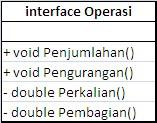 interface Operasi
+ void Penjumlahan()
+ void Pengurangan()
- double Perkalian()
- double Pembagian()